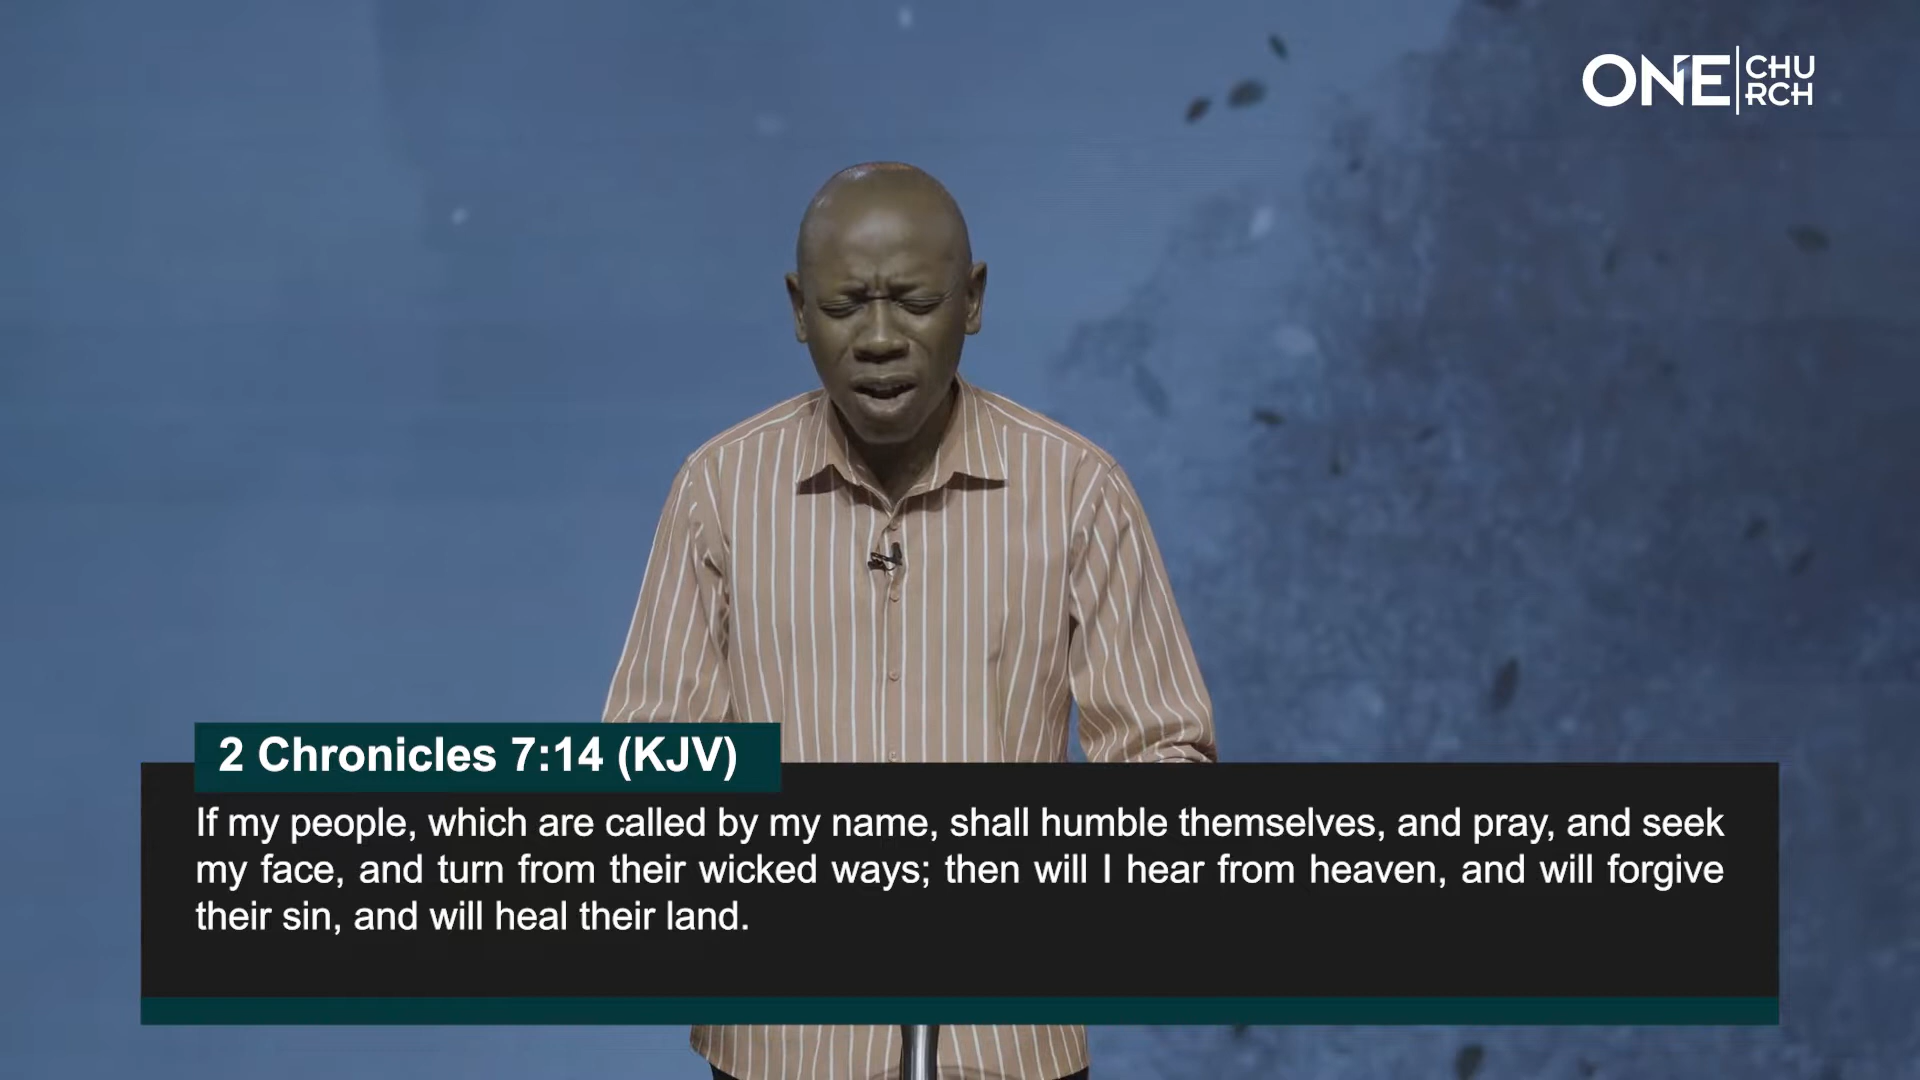 ONE CHU
RCH
2 Chronicles 7:14 (KJV)
If my people, which are called by my name, shall humble themselves, and pray, and seek
my face, and turn from their wicked ways; then will I hear from heaven, and will forgive
their sin, and will heal their land.